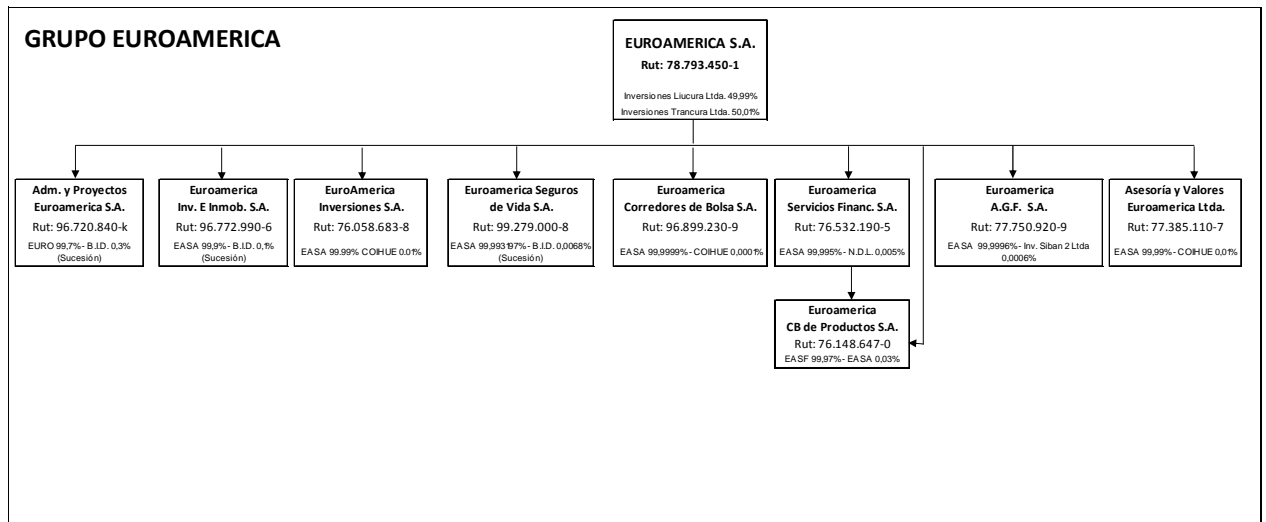 GRUPO EUROAMERICA
EUROAMERICA S.A.
Rut: 78.793.450-1
Inversiones Liucura Ltda. 49,99%
Inversiones Trancura Ltda. 50,01%
Adm. y Proyectos
Euroamerica S.A.
Rut: 96.720.840-k
EURO 99,7%- B.I.D. 0,3%
(Sucesión)
Euroamerica
Inv. E Inmob. S.A.
Rut: 96.772.990-6
EASA 99,9%- B.I.D. 0,1%
(Sucesión)
EuroAmerica
Inversiones S.A.
Rut: 76.058.683-8
EASA 99.99% COIHUE 0.01%
Euroamerica Seguros
de Vida S.A.
Rut: 99.279.000-8
EASA 99,993197%- B.I.D. 0,0068%
(Sucesión)
Euroamerica
Corredores de Bolsa S.A.
Rut: 96.899.230-9
EASA 99,9999%- COIHUE 0,0001%
Euroamerica
Servicios Financ. S.A.
Rut: 76.532.190-5
EASA 99,995%- N.D.L. 0,005%
Euroamerica
A.G.F. S.A.
Rut: 77.750.920-9
EASA 99,9996%- Inv. Siban 2 Ltda
0,0006%
Asesoría y Valores
Euroamerica Ltda.
Rut: 77.385.110-7
EASA 99,99%- COIHUE 0,01%
Euroamerica
CB de Productos S.A.
Rut: 76.148.647-0
EASF 99,97%- EASA 0,03%